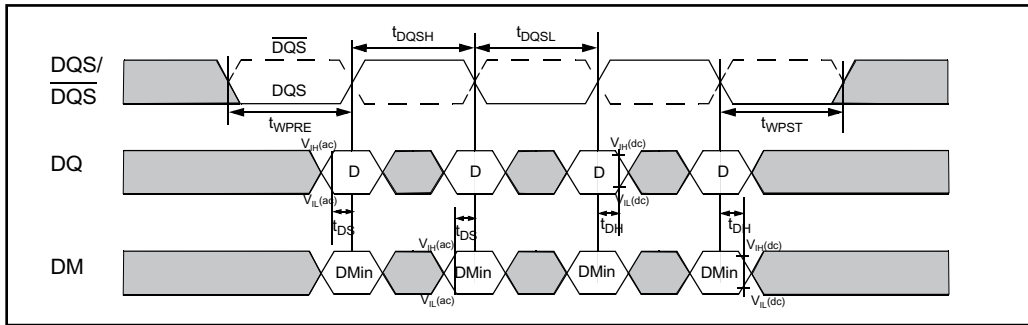 DQS
tDQSH
tDQSL
DQS/
DQS
DQS
tWPRE
tWPST
VIH(ac)
VIH(dc)
DQ
D
D
D
D
VIL(ac)
VIL(dc)
tDS
tDS
tDH
tDH
VIH(ac)
VIH(dc)
DM
DMin
DMin
DMin
DMin
VIL(ac)
VIL(dc)